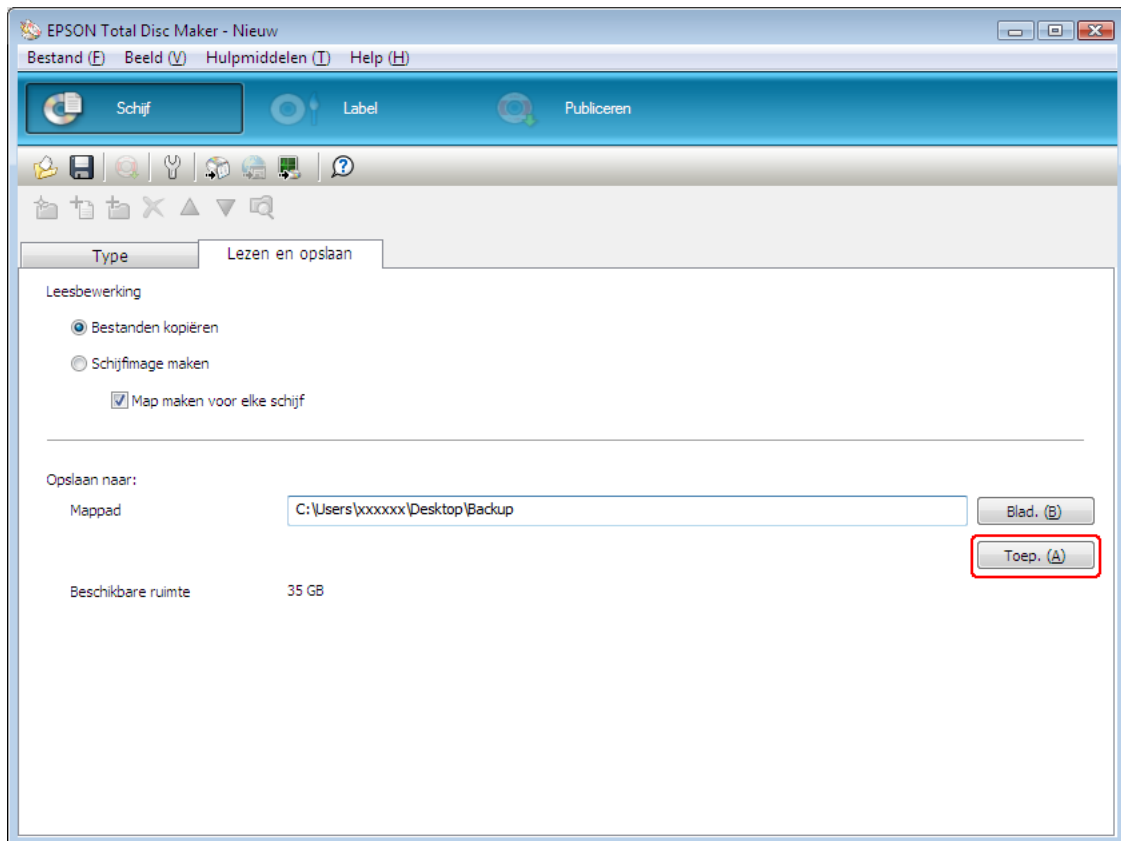 EPSON Total Disc Maker - Nieuw
Bestand (F) Beeld (V) Hulpmiddelen (T) Help (H)
Schijf Label Publiceren
Type Lezen en opslaan
Leesbewerking
Bestanden kopiëren
Schijfimage maken
Map maken voor elke schijf
Opslaan naar:
Mappad C:\Users\xxxxxx\Desktop\Backup Blad. (B)
Toep. (A)
Beschikbare ruimte 35 GB